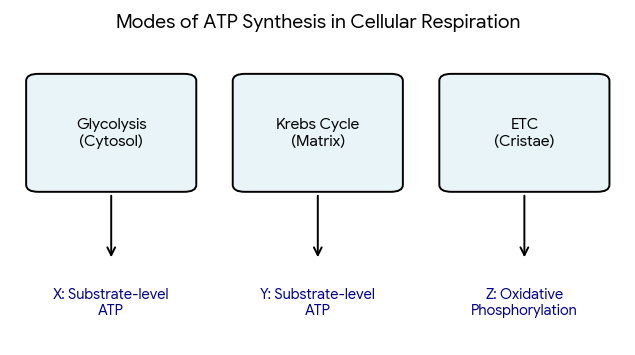 Modes of ATP Synthesis in Cellular Respiration
Glycolysis
(Cytosol)
Krebs Cycle
(Matrix)
ETC
(Cristae)
X: Substrate-level
ATP
Y: Substrate-level
ATP
Z: Oxidative
Phosphorylation